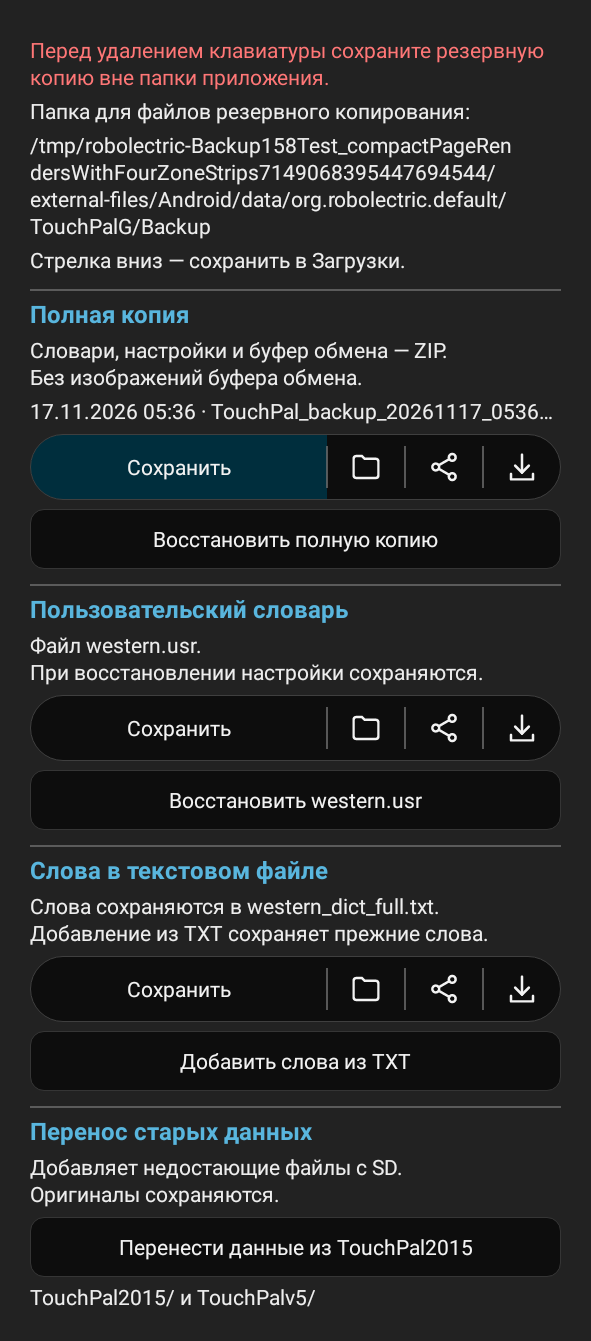 Перед удалением клавиатуры сохраните резервную
копию вне папки приложения.
Папка для файлов резервного копирования:
/tmp/robolectric-Backup158Test_compactPageRen
dersWithFourZoneStrips7149068395447694544/
external-files/Android/data/org.robolectric.default/
TouchPalG/Backup
Стрелка вниз — сохранить в Загрузки.
Полная копия
Словари, настройки и буфер обмена — ZIP.
Без изображений буфера обмена.
17.11.2026 05:36 · TouchPal_backup_20261117_0536…
Сохранить
Восстановить полную копию
Пользовательский словарь
Файл western.usr.
При восстановлении настройки сохраняются.
Сохранить
Восстановить western.usr
Слова в текстовом файле
Слова сохраняются в western_dict_full.txt.
Добавление из TXT сохраняет прежние слова.
Сохранить
Добавить слова из TXT
Перенос старых данных
Добавляет недостающие файлы с SD.
Оригиналы сохраняются.
Перенести данные из TouchPal2015
TouchPal2015/ и TouchPalv5/